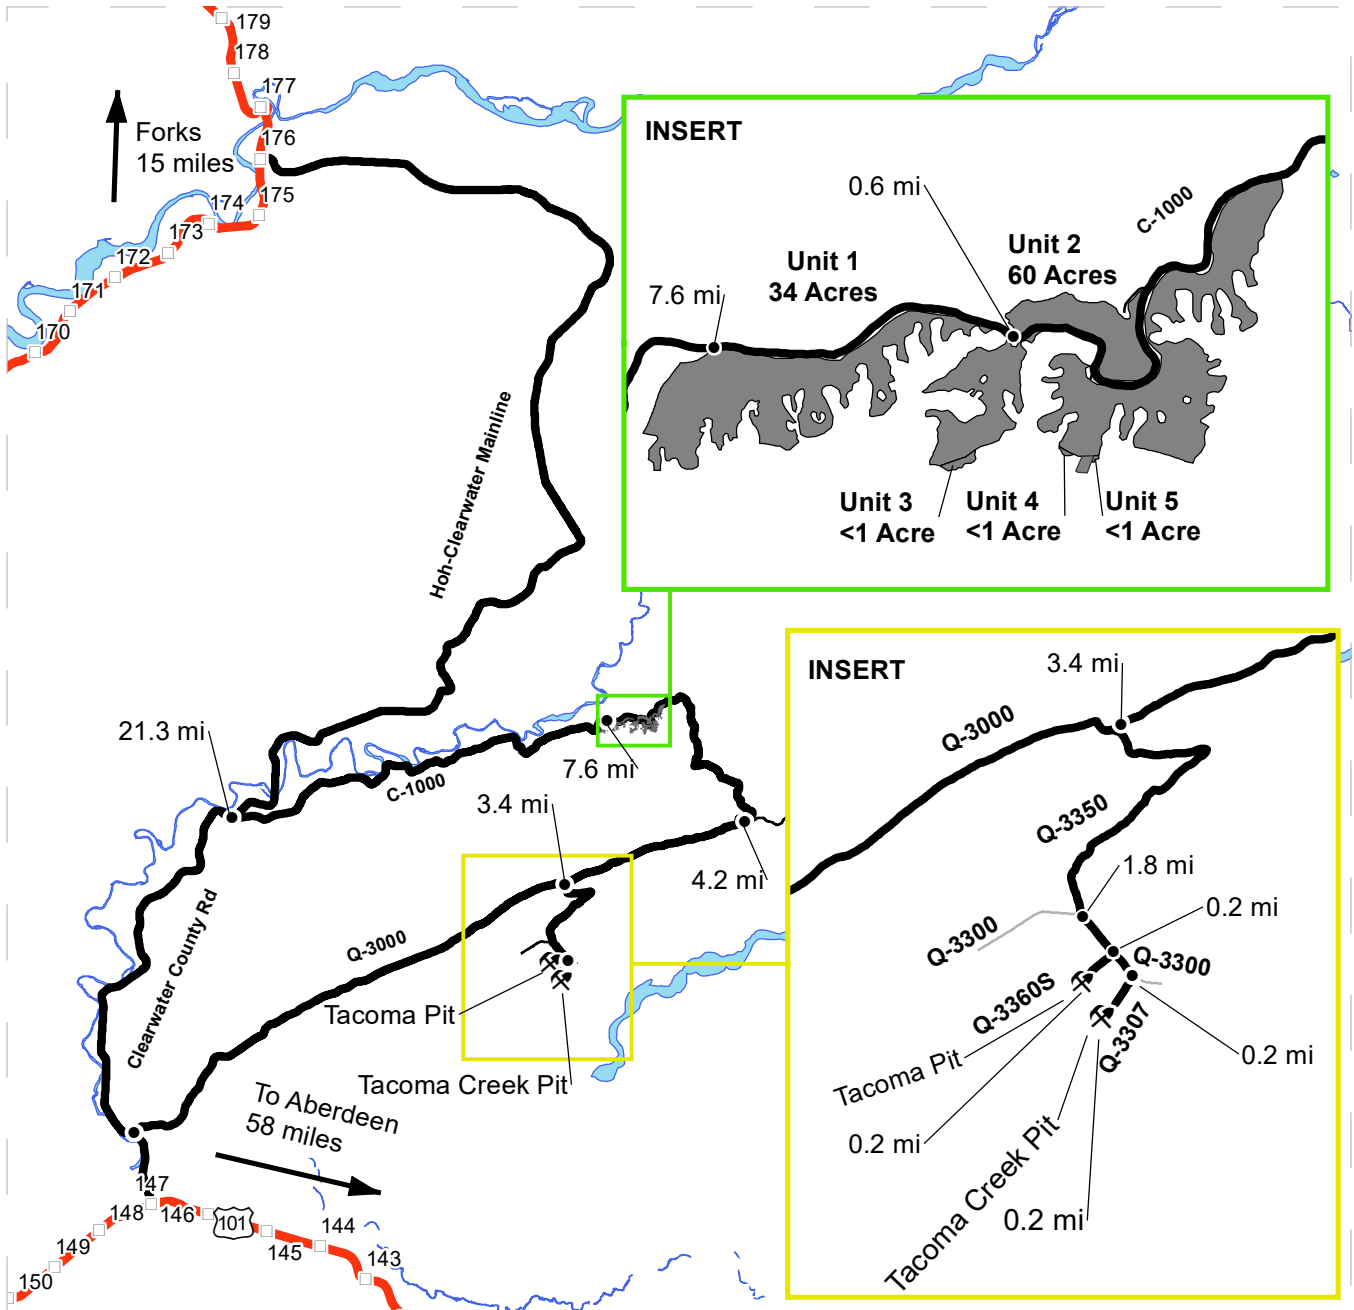 179
178
177
176
175
174
173
172
171
170
Forks
15 miles
Hoh-Clearwater Mainline
INSERT
0.6 mi
C-1000
Unit 1
34 Acres
Unit 2
60 Acres
7.6 mi
Unit 3
<1 Acre
Unit 4
<1 Acre
Unit 5
<1 Acre
21.3 mi
7.6 mi
C-1000
3.4 mi
4.2 mi
Clearwater County Rd
Q-3000
Tacoma Pit
Tacoma Creek Pit
To Aberdeen
58 miles
147
148
146
149
150
101
145
144
143
INSERT
3.4 mi
Q-3000
Q-3350
1.8 mi
0.2 mi
Q-3300
Q-3300
Q-3360S
Q-3307
Tacoma Pit
0.2 mi
0.2 mi
Tacoma Creek Pit
0.2 mi